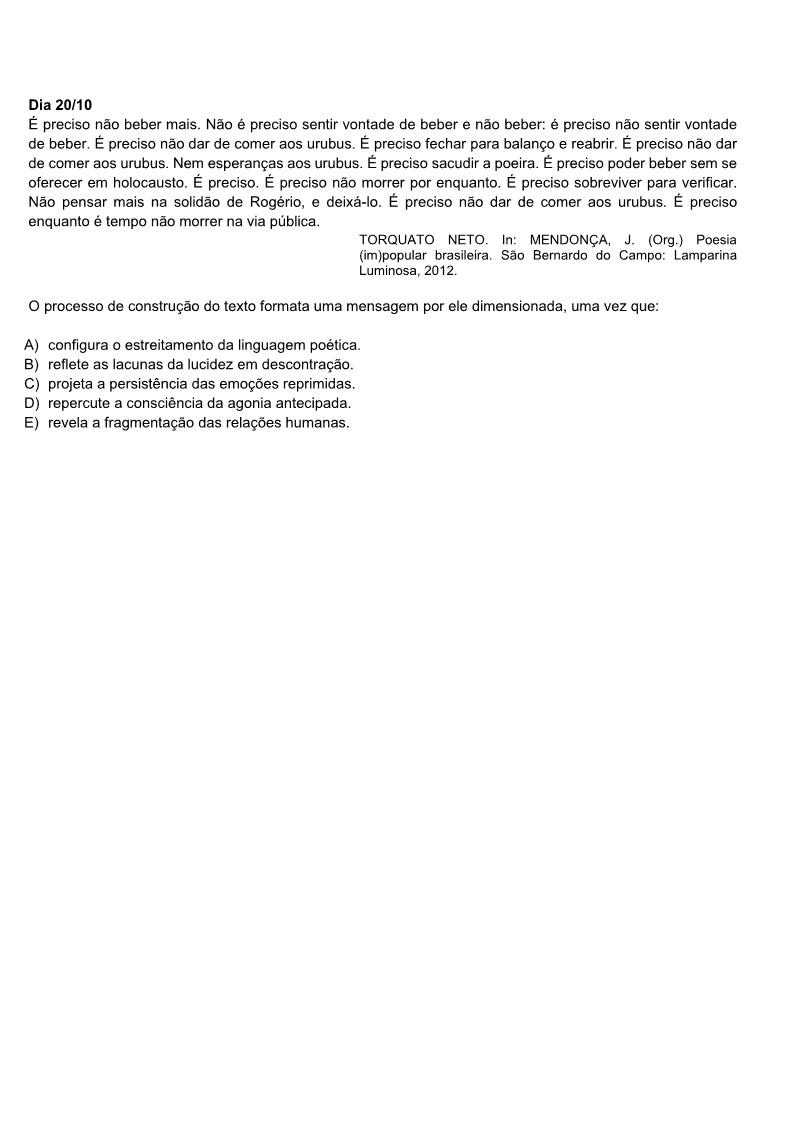 Dia 20/10
É preciso não beber mais. Não é preciso sentir vontade de beber e não beber: é preciso não sentir vontade
de beber. É preciso não dar de comer aos urubus. É preciso fechar para balanço e reabrir. É preciso não dar
de comer aos urubus. Nem esperanças aos urubus. É preciso sacudir a poeira. É preciso poder beber sem se
oferecer em holocausto. É preciso. É preciso não morrer por enquanto. É preciso sobreviver para verificar.
Não pensar mais na solidão de Rogério, e deixá-lo. É preciso não dar de comer aos urubus. É preciso
enquanto é tempo não morrer na via pública.
TORQUATO NETO. In: MENDONÇA, J. (Org.) Poesia
(im)popular brasileira. São Bernardo do Campo: Lamparina
Luminosa, 2012.
O processo de construção do texto formata uma mensagem por ele dimensionada, uma vez que:
A) configura o estreitamento da linguagem poética.
B) reflete as lacunas da lucidez em descontração.
C) projeta a persistência das emoções reprimidas.
D) repercute a consciência da agonia antecipada.
E) revela a fragmentação das relações humanas.